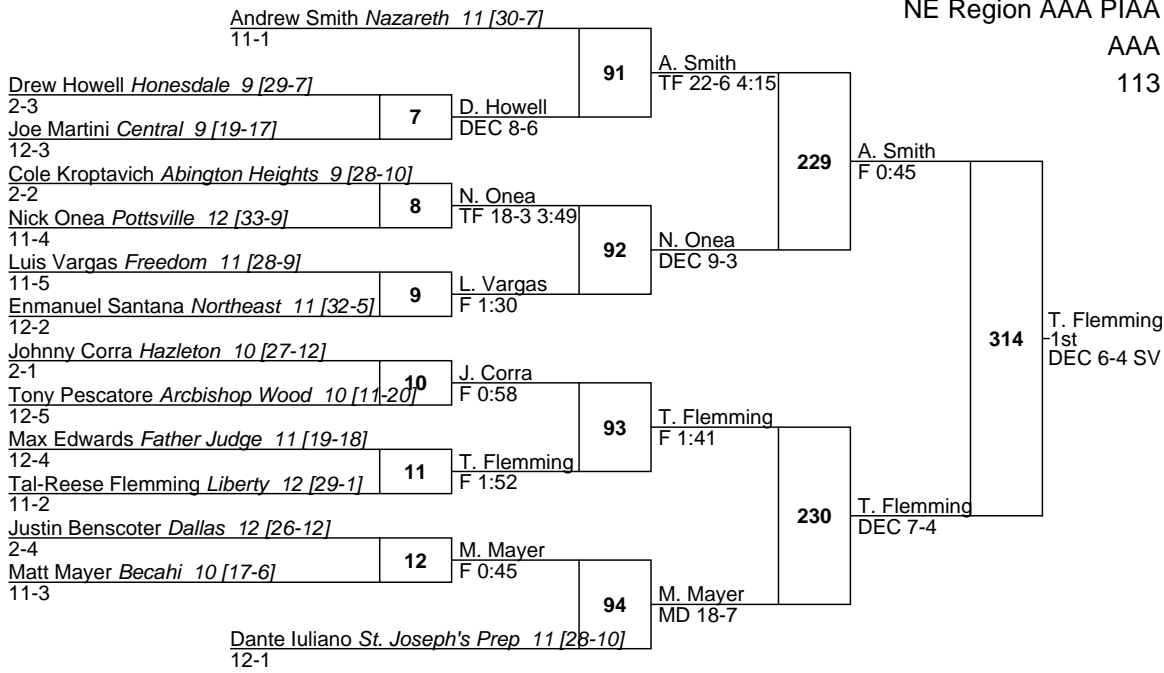 NE Region AAA PIAA
AAA
113
Andrew Smith Nazareth 11 [30-7]
11-1
91
A. Smith
TF 22-6 4:15
Drew Howell Honesdale 9 [29-7]
2-3
7
D. Howell
DEC 8-6
Joe Martini Central 9 [19-17]
12-3
229
A. Smith
F 0:45
Cole Kroptavich Abington Heights 9 [28-10]
2-2
8
N. Onea
TF 18-3 3:49
Nick Onea Pottsville 12 [33-9]
11-4
92
N. Onea
DEC 9-3
Luis Vargas Freedom 11 [28-9]
11-5
9
L. Vargas
F 1:30
Enmanuel Santana Northeast 11 [32-5]
12-2
314
T. Flemming
1st
DEC 6-4 SV
Johnny Corra Hazleton 10 [27-12]
2-1
10
J. Corra
F 0:58
Tony Pescatore Arcbishop Wood 10 [11-20]
12-5
93
T. Flemming
F 1:41
Max Edwards Father Judge 11 [19-18]
12-4
11
T. Flemming
F 1:52
Tal-Reese Flemming Liberty 12 [29-1]
11-2
230
T. Flemming
DEC 7-4
Justin Benscoter Dallas 12 [26-12]
2-4
12
M. Mayer
F 0:45
Matt Mayer Becahi 10 [17-6]
11-3
94
M. Mayer
MD 18-7
Dante Iuliano St. Joseph's Prep 11 [28-10]
12-1